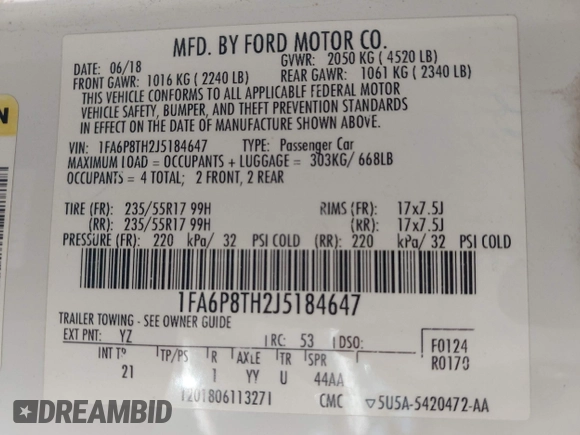 MFD. BY FORD MOTOR CO.
DATE: 06/18 GVWR: 2050 KG ( 4520 LB)
FRONT GAWR: 1016 KG ( 2240 LB) REAR GAWR: 1061 KG ( 2340 LB)
THIS VEHICLE CONFORMS TO ALL APPLICABLE FEDERAL MOTOR
VEHICLE SAFETY, BUMPER, AND THEFT PREVENTION STANDARDS
IN EFFECT ON THE DATE OF MANUFACTURE SHOWN ABOVE.
VIN: 1FA6P8TH2J5184647 TYPE: Passenger Car
MAXIMUM LOAD = OCCUPANTS + LUGGAGE = 303KG/ 668LB
OCCUPANTS = 4 TOTAL; 2 FRONT, 2 REAR
TIRE (FR): 235/55R17 99H RIMS (FR): 17x7.5J
(RR): 235/55R17 99H (RR): 17x7.5J
PRESSURE (FR): 220 kPa/ 32 PSI COLD (RR): 220 kPa/ 32 PSI COLD
1FA6P8TH2J5184647
TRAILER TOWING - SEE OWNER GUIDE
EXT PNT: YZ RC: 53 DSO: F0124
INT TR TP/PS R AXLE TR SPR R0170
21 1 YY U 44AA
1201806113271 CMC 5U5A-5420472-AA
DREAMBID